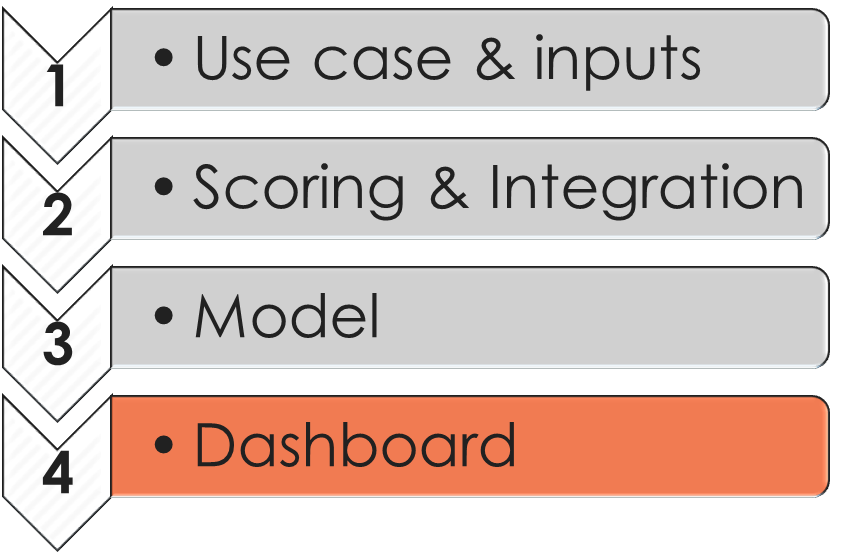 1 • Use case & inputs
2 • Scoring & Integration
3 • Model
4 • Dashboard